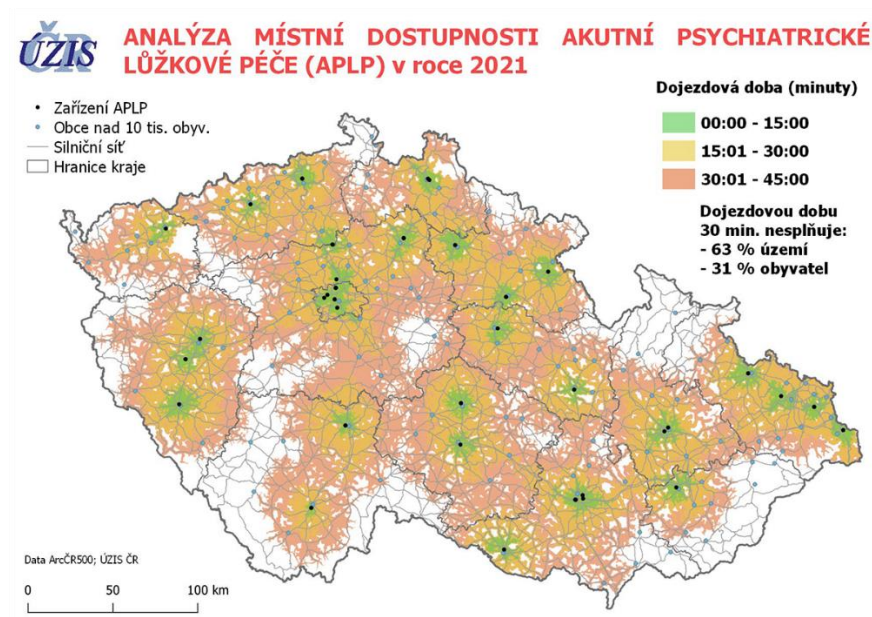 ÚZIS
ČR
ANALÝZA MÍSTNÍ DOSTUPNOSTI AKUTNÍ PSYCHIATRICKÉ
LŮŽKOVÉ PÉČE (APLP) v roce 2021
Zařízení APLP
Obce nad 10 tis. obyv.
Silniční síť
Hranice kraje
Dojezdová doba (minuty)
00:00 - 15:00
15:01 - 30:00
30:01 - 45:00
Dojezdovou dobu
30 min. nesplňuje:
- 63 % území
- 31 % obyvatel
Data ArcČR500; ÚZIS ČR
0 50 100 km